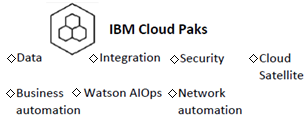 IBM Cloud Paks
◇Data ◇Integration ◇Security ◇Cloud Satellite
◇Business automation ◇Watson AIOps ◇Network automation